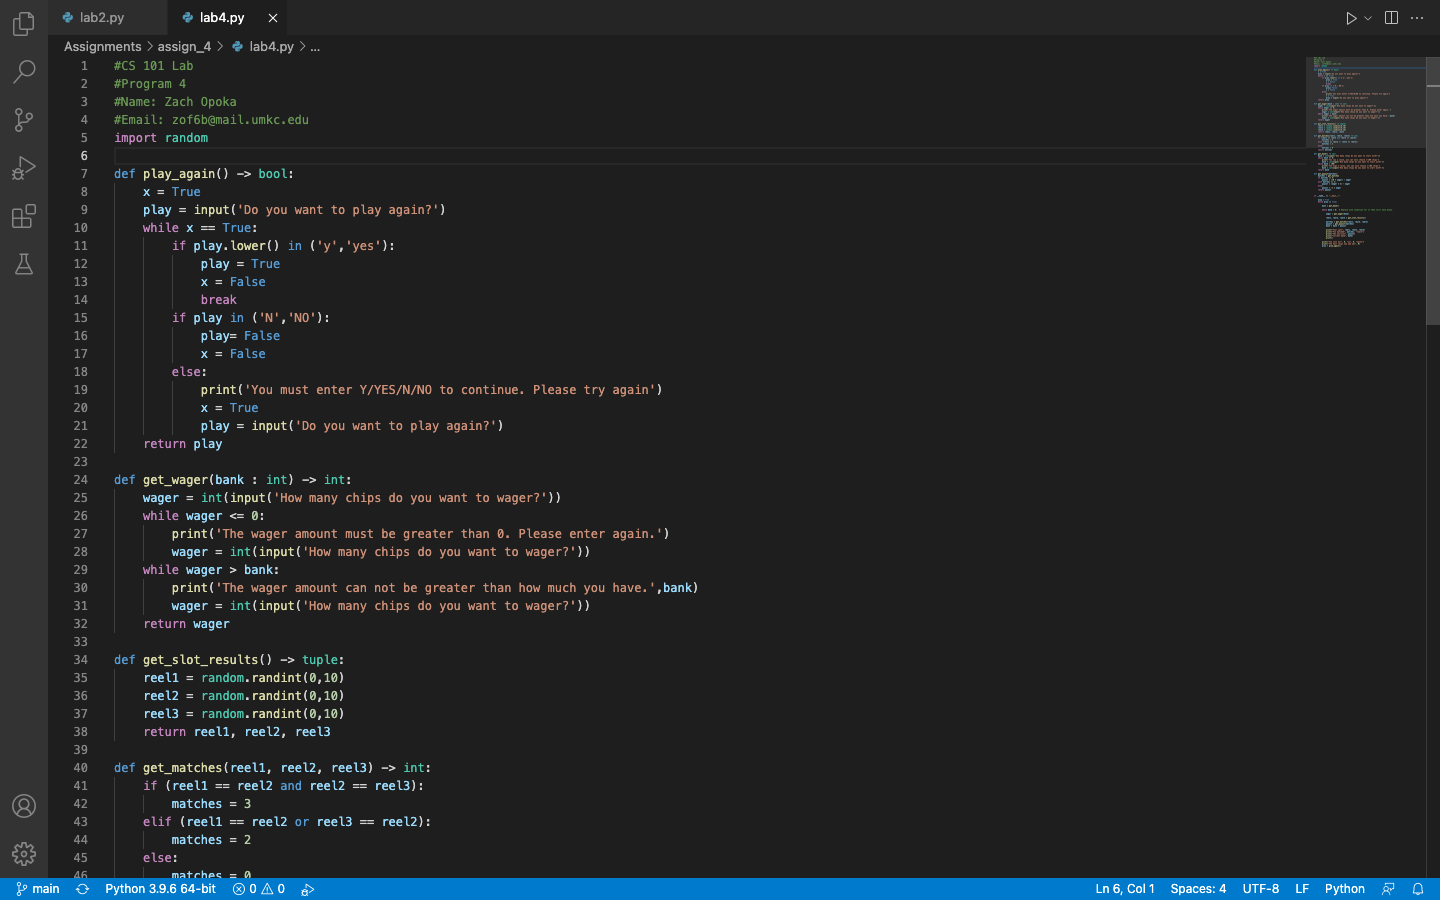 lab2.py lab4.py
Assignments > assign_4 > lab4.py > ...
1 #CS 101 Lab
2 #Program 4
3 #Name: Zach Opoka
4 #Email: zof6b@mail.umkc.edu
5 import random
6
7 def play_again() -> bool:
8 x = True
9 play = input('Do you want to play again?')
10 while x == True:
11 if play.lower() in ('y','yes'):
12 play = True
13 x = False
14 break
15 if play in ('N','NO'):
16 play= False
17 x = False
18 else:
19 print('You must enter Y/YES/N/NO to continue. Please try again')
20 x = True
21 play = input('Do you want to play again?')
22 return play
23
24 def get_wager(bank : int) -> int:
25 wager = int(input('How many chips do you want to wager?'))
26 while wager <= 0:
27 print('The wager amount must be greater than 0. Please enter again.')
28 wager = int(input('How many chips do you want to wager?'))
29 while wager > bank:
30 print('The wager amount can not be greater than how much you have.',bank)
31 wager = int(input('How many chips do you want to wager?'))
32 return wager
33
34 def get_slot_results() -> tuple:
35 reel1 = random.randint(0,10)
36 reel2 = random.randint(0,10)
37 reel3 = random.randint(0,10)
38 return reel1, reel2, reel3
39
40 def get_matches(reel1, reel2, reel3) -> int:
41 if (reel1 == reel2 and reel2 == reel3):
42 matches = 3
43 elif (reel1 == reel2 or reel3 == reel2):
44 matches = 2
45 else:
46 matches = 0
main Python 3.9.6 64-bit 0 0 Ln 6, Col 1 Spaces: 4 UTF-8 LF Python